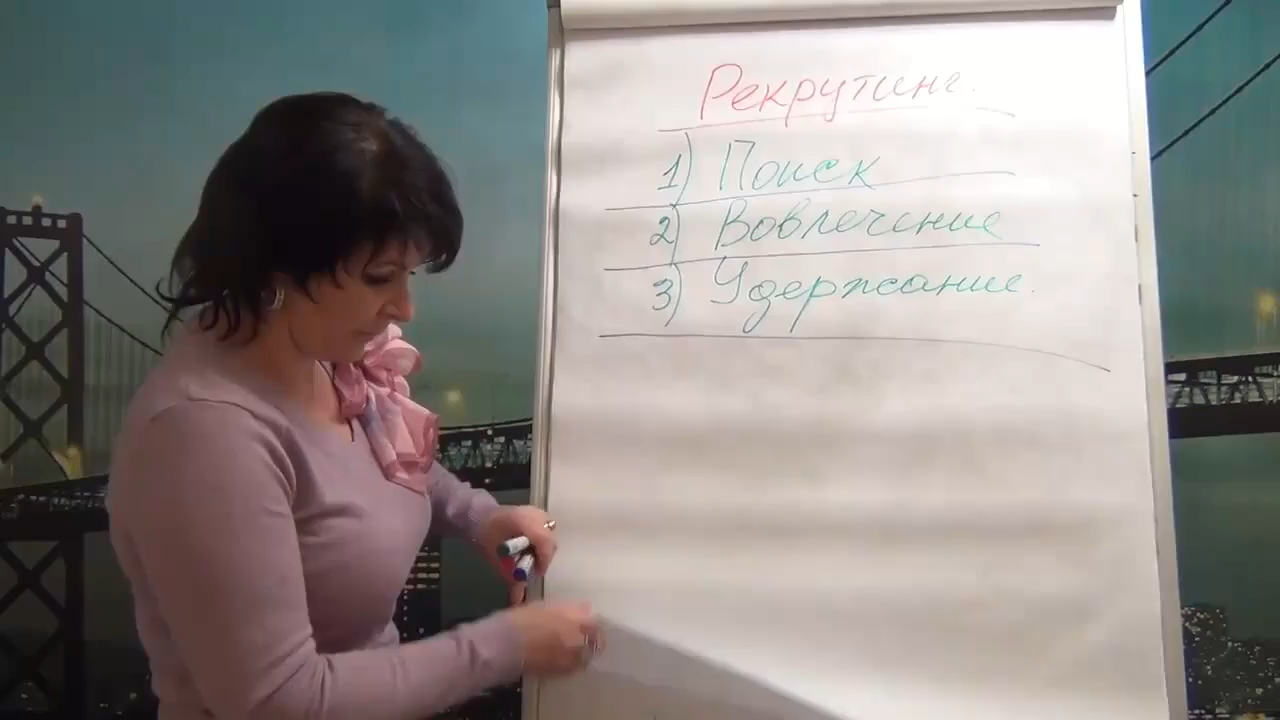 Рекрутинг.
1) Поиск
2) Вовлечение
3) Удержание.